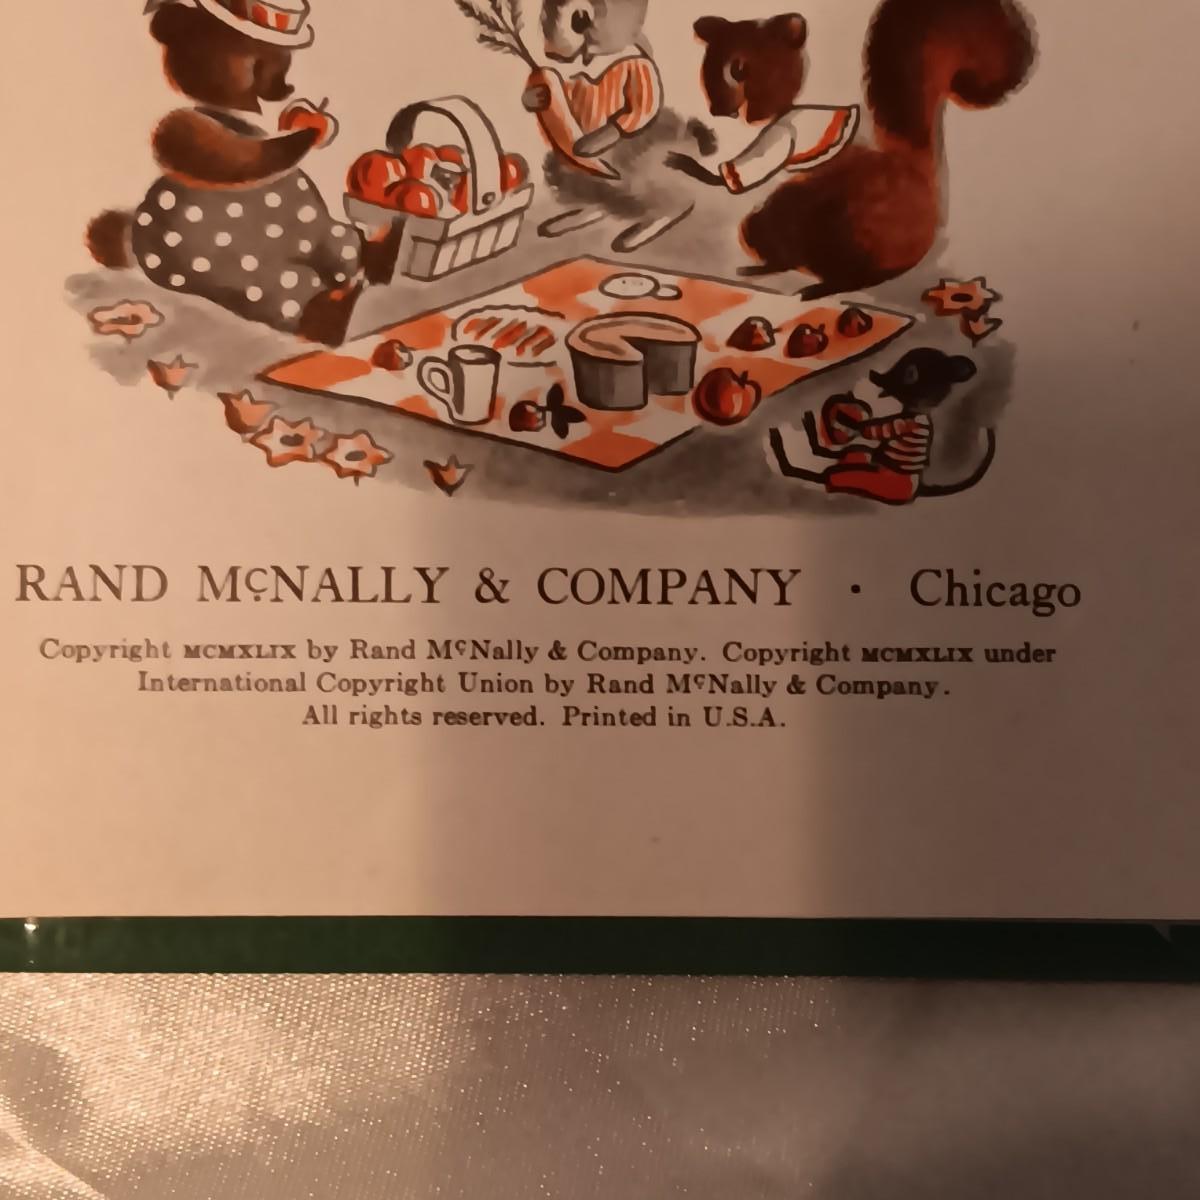 RAND MᶜNALLY & COMPANY · Chicago
Copyright MCMXLIX by Rand MᶜNally & Company. Copyright MCMXLIX under
International Copyright Union by Rand MᶜNally & Company.
All rights reserved. Printed in U.S.A.